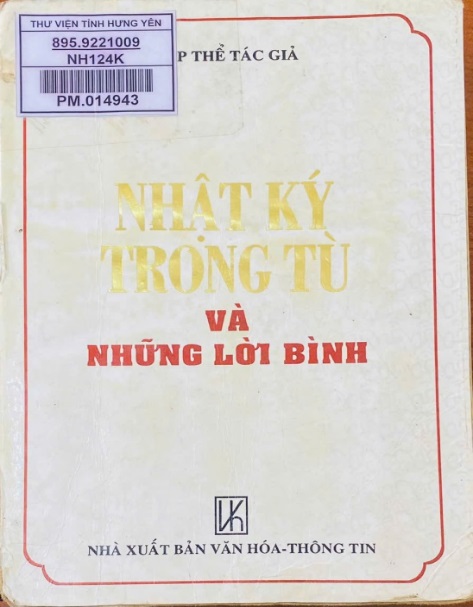 THƯ VIỆN TỈNH HƯNG YÊN
895.9221009
NH124K
PM.014943
P THỂ TÁC GIẢ
NHẬT KÝ
TRONG TÙ
VÀ
NHỮNG LỜI BÌNH
NHÀ XUẤT BẢN VĂN HÓA-THÔNG TIN